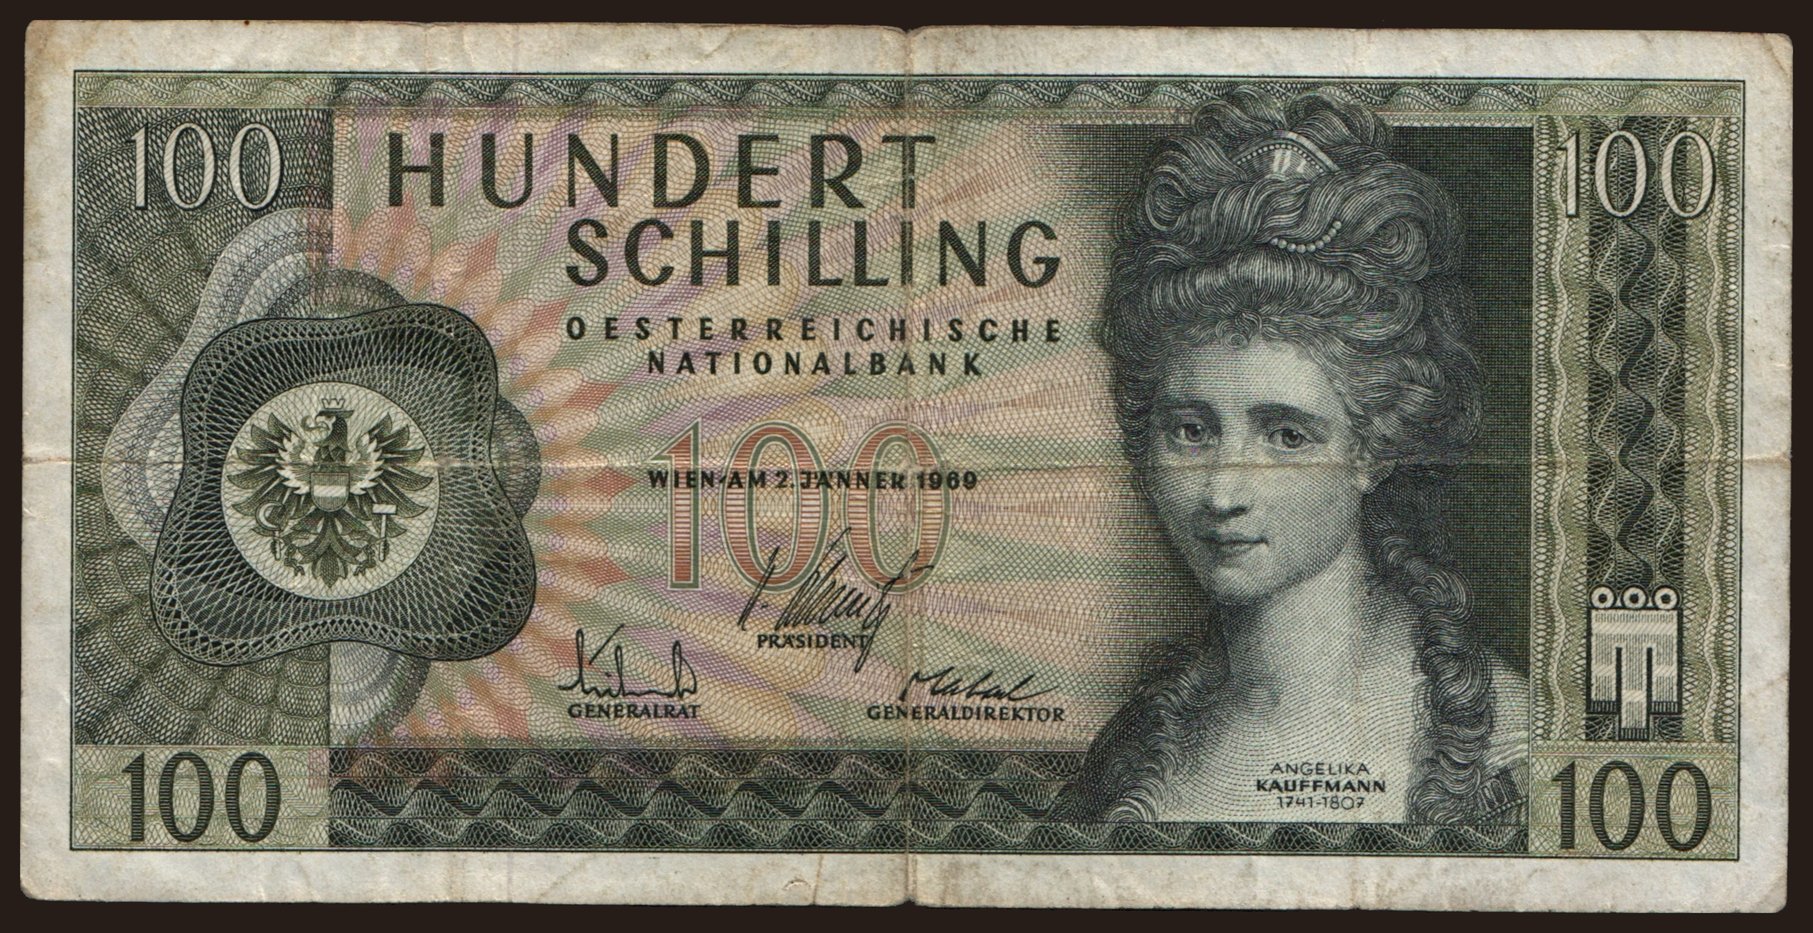 100
HUNDERT
100
SCHILLING
OESTERREICHISCHE
NATIONALBANK
100
WIEN·AM 2. JÄNNER 1969
PRÄSIDENT
GENERALRAT
GENERALDIREKTOR
ANGELIKA
KAUFFMANN
1741-1807
100
100